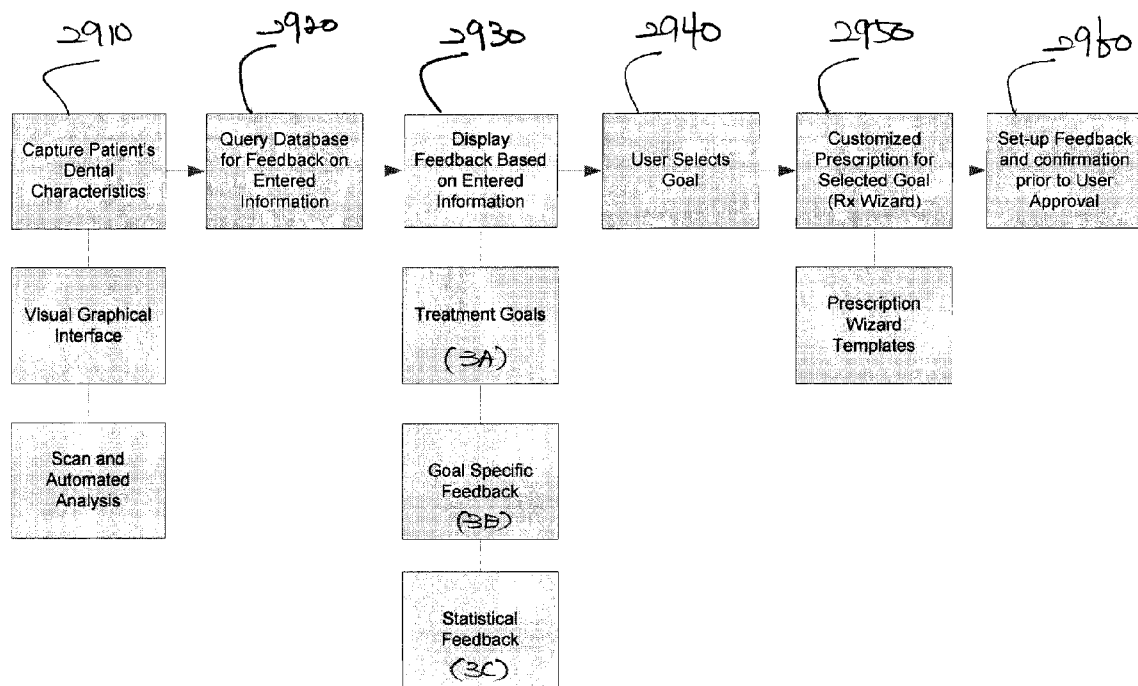 2910
2920
2930
2940
2950
2960
Capture Patient's
Dental
Characteristics
Query Database
for Feedback on
Entered
Information
Display
Feedback Based
on Entered
Information
User Selects
Goal
Customized
Prescription for
Selected Goal
(Rx Wizard)
Set-up Feedback
and confirmation
prior to User
Approval
Visual Graphical
Interface
Treatment Goals
(3A)
Prescription
Wizard
Templates
Scan and
Automated
Analysis
Goal Specific
Feedback
(3B)
Statistical
Feedback
(3C)